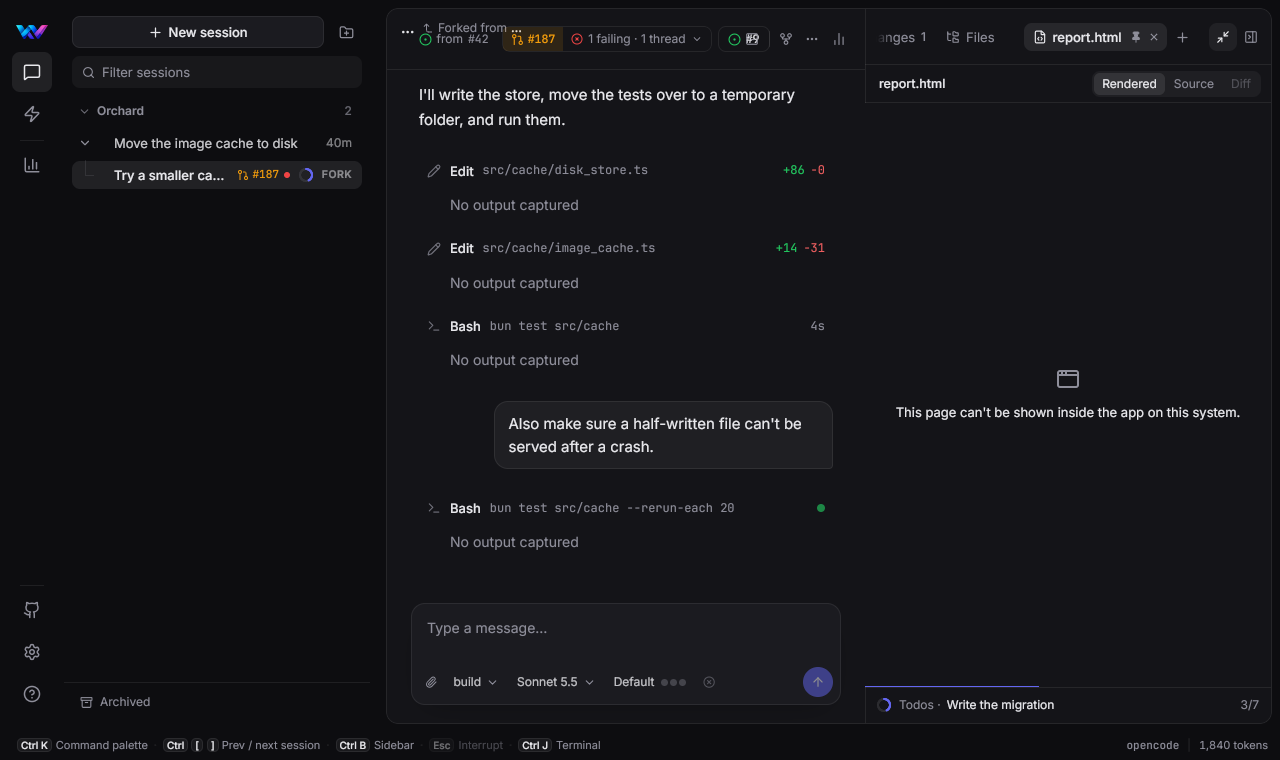 New session
Filter sessions
Orchard 2
Move the image cache to disk 40m
Try a smaller ca... #187 FORK
Archived
Forked from ...
from #42 #187 1 failing · 1 thread
I'll write the store, move the tests over to a temporary
folder, and run them.
Edit src/cache/disk_store.ts +86 -0
No output captured
Edit src/cache/image_cache.ts +14 -31
No output captured
Bash bun test src/cache 4s
No output captured
Also make sure a half-written file can't be
served after a crash.
Bash bun test src/cache --rerun-each 20
No output captured
Type a message...
build Sonnet 5.5 Default
anges 1 Files report.html
report.html Rendered Source Diff
This page can't be shown inside the app on this system.
Todos · Write the migration 3/7
Ctrl K Command palette · Ctrl [ ] Prev / next session · Ctrl B Sidebar · Esc Interrupt · Ctrl J Terminal
opencode 1,840 tokens